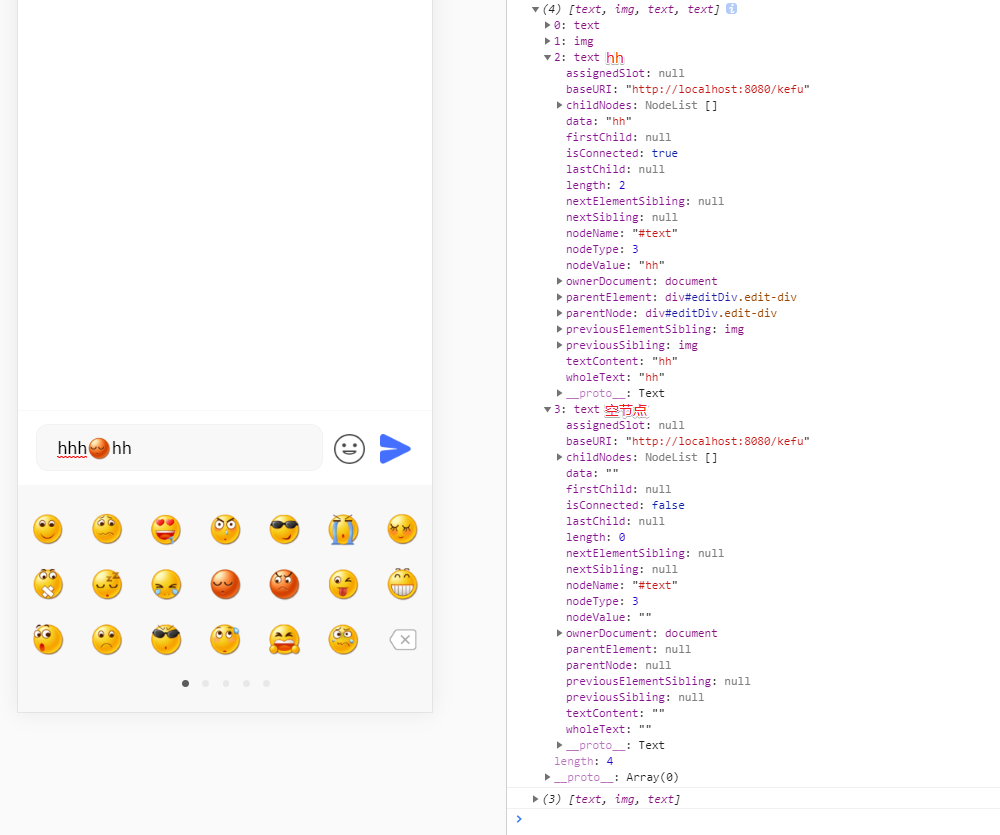 (4) [text, img, text, text] i
0: text
1: img
2: text hh
assignedSlot: null
baseURI: "http://localhost:8080/kefu"
childNodes: NodeList []
data: "hh"
firstChild: null
isConnected: true
lastChild: null
length: 2
nextElementSibling: null
nextSibling: null
nodeName: "#text"
nodeType: 3
nodeValue: "hh"
ownerDocument: document
parentElement: div#editDiv.edit-div
parentNode: div#editDiv.edit-div
previousElementSibling: img
previousSibling: img
textContent: "hh"
wholeText: "hh"
__proto__: Text
3: text 空节点
assignedSlot: null
baseURI: "http://localhost:8080/kefu"
childNodes: NodeList []
data: ""
firstChild: null
isConnected: false
lastChild: null
length: 0
nextElementSibling: null
nextSibling: null
nodeName: "#text"
nodeType: 3
nodeValue: ""
ownerDocument: document
parentElement: null
parentNode: null
previousElementSibling: null
previousSibling: null
textContent: ""
wholeText: ""
__proto__: Text
length: 4
__proto__: Array(0)
(3) [text, img, text]
hhh hh